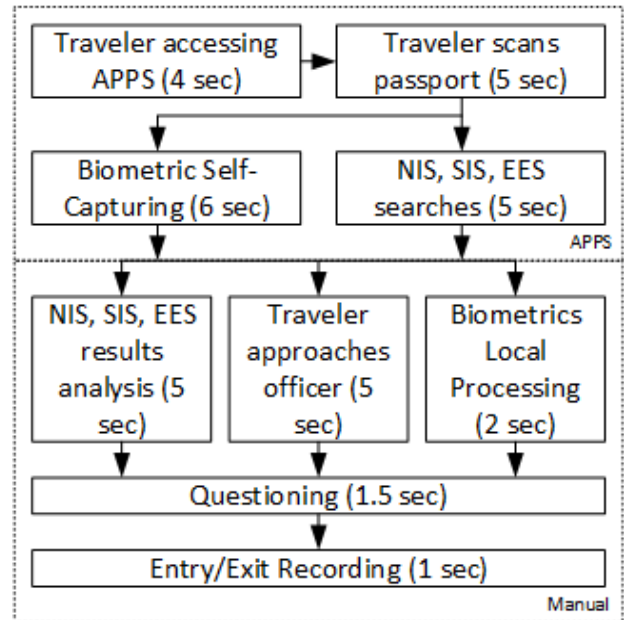 Traveler accessing
APPS (4 sec)
Traveler scans
passport (5 sec)
Biometric Self-
Capturing (6 sec)
NIS, SIS, EES
searches (5 sec)
APPS
NIS, SIS, EES
results
analysis (5
sec)
Traveler
approaches
officer (5
sec)
Biometrics
Local
Processing
(2 sec)
Questioning (1.5 sec)
Entry/Exit Recording (1 sec)
Manual